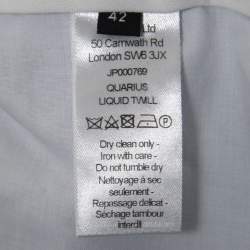 42
Ltd
50 Carnwath Rd
London SW6 3JX
JP000769
QUARIUS
LIQUID TWILL
Dry clean only -
Iron with care -
Do not tumble dry
Nettoyage à sec
seulement -
Repassage delicat -
Séchage tambour
interdit